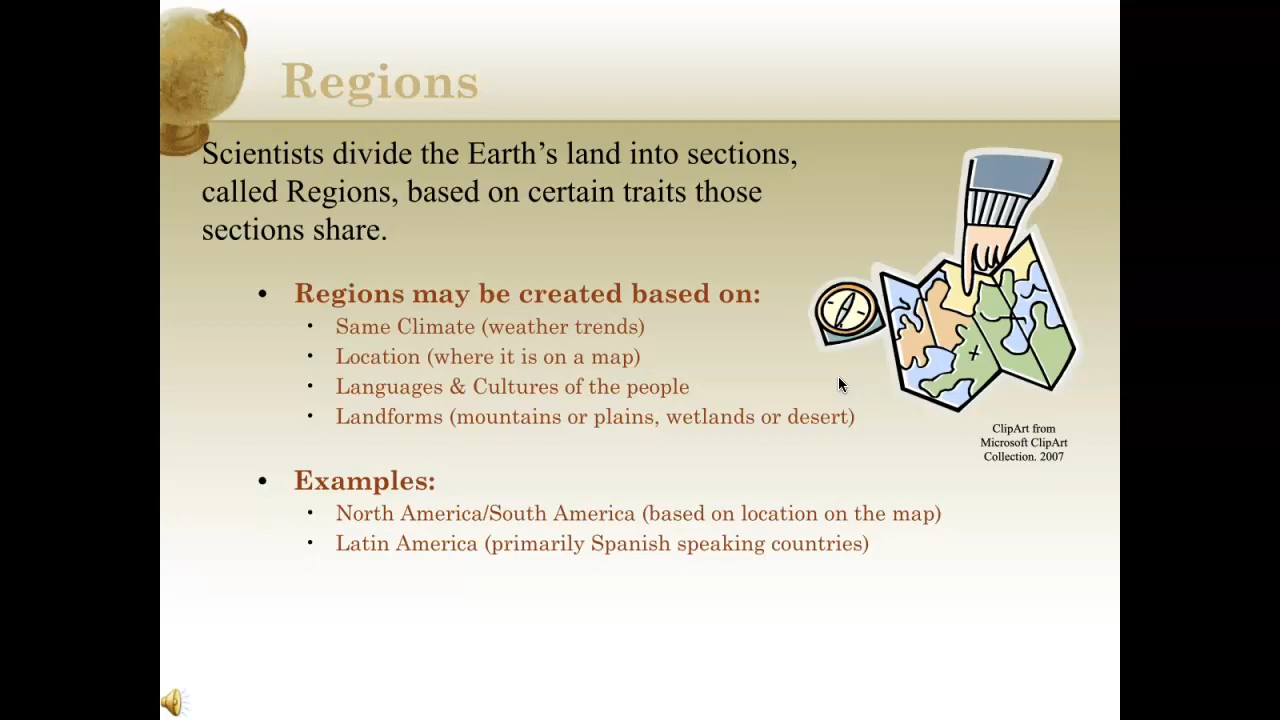 Regions
Scientists divide the Earth’s land into sections,
called Regions, based on certain traits those
sections share.
• Regions may be created based on:
• Same Climate (weather trends)
• Location (where it is on a map)
• Languages & Cultures of the people
• Landforms (mountains or plains, wetlands or desert)
ClipArt from
Microsoft ClipArt
Collection. 2007
• Examples:
• North America/South America (based on location on the map)
• Latin America (primarily Spanish speaking countries)